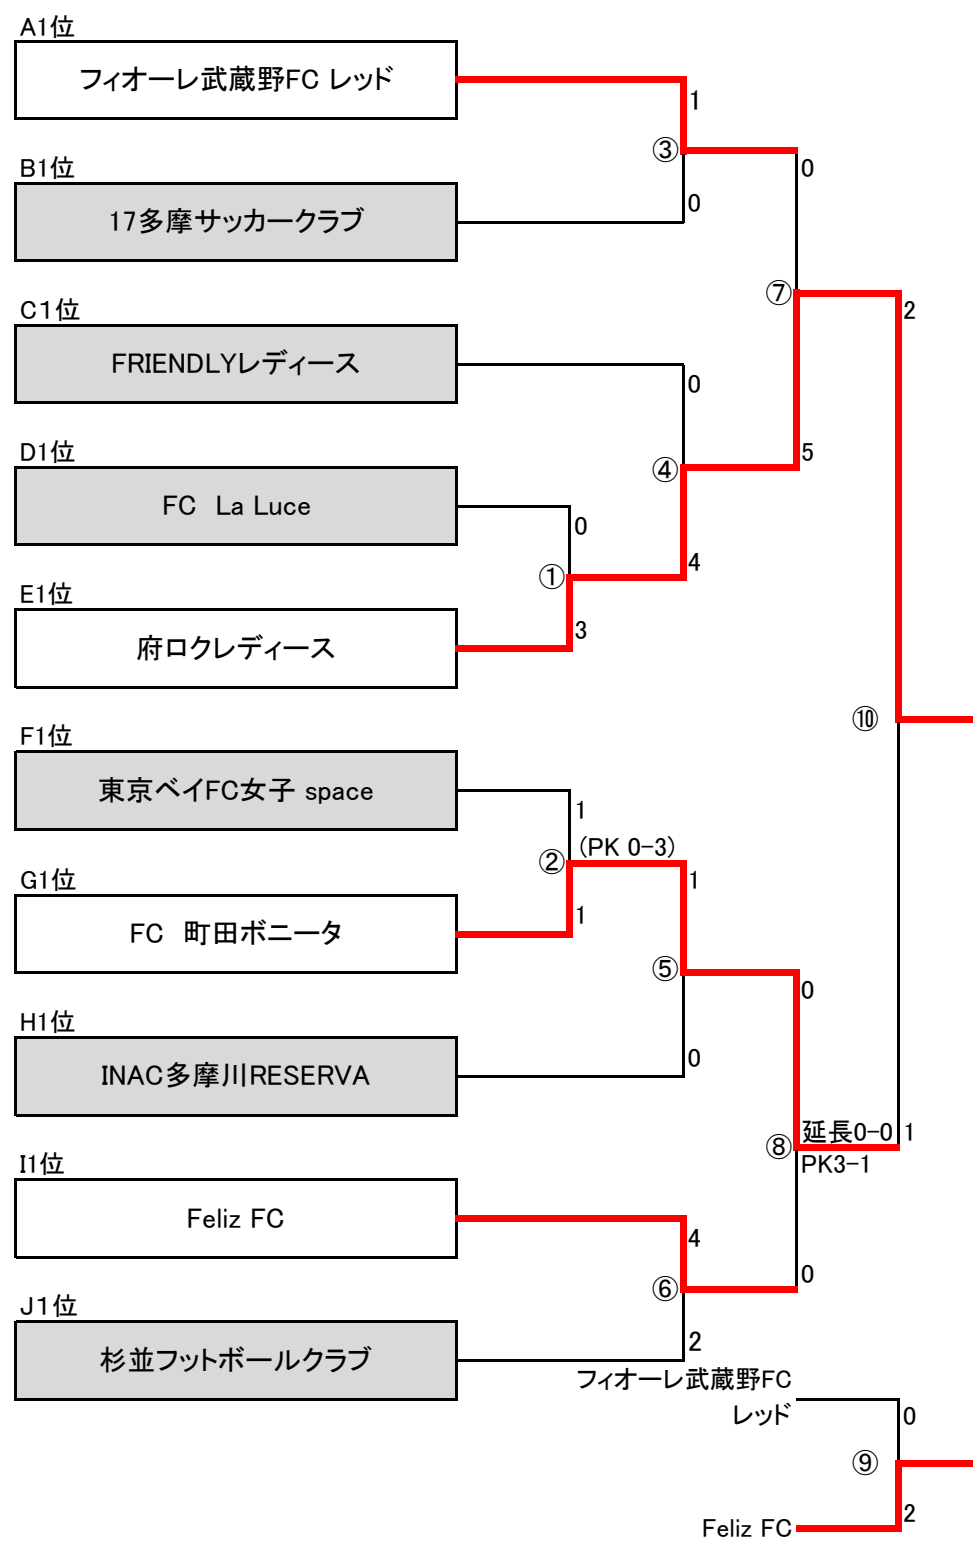 A1位
フィオーレ武蔵野FC レッド
1
③
0
B1位
0
17多摩サッカークラブ
⑦
C1位
2
FRIENDLYレディース
0
D1位
5
④
FC La Luce
0
4
①
E1位
3
府ロクレディース
⑩
F1位
東京ベイFC女子 space
1
(PK 0-3)
②
G1位
1
1
FC 町田ボニータ
⑤
0
H1位
0
INAC多摩川RESERVA
延長0-0
1
⑧
I1位
PK3-1
Feliz FC
4
0
⑥
J1位
2
杉並フットボールクラブ
フィオーレ武蔵野FC
レッド
0
⑨
2
Feliz FC